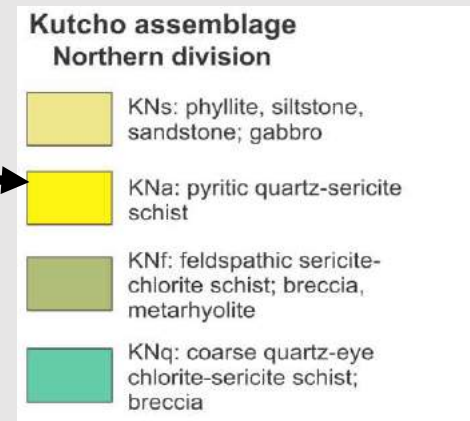 Kutcho assemblage
Northern division
KNs: phyllite, siltstone,
sandstone; gabbro
KNa: pyritic quartz-sericite
schist
KNf: feldspathic sericite-
chlorite schist; breccia,
metarhyolite
KNq: coarse quartz-eye
chlorite-sericite schist;
breccia